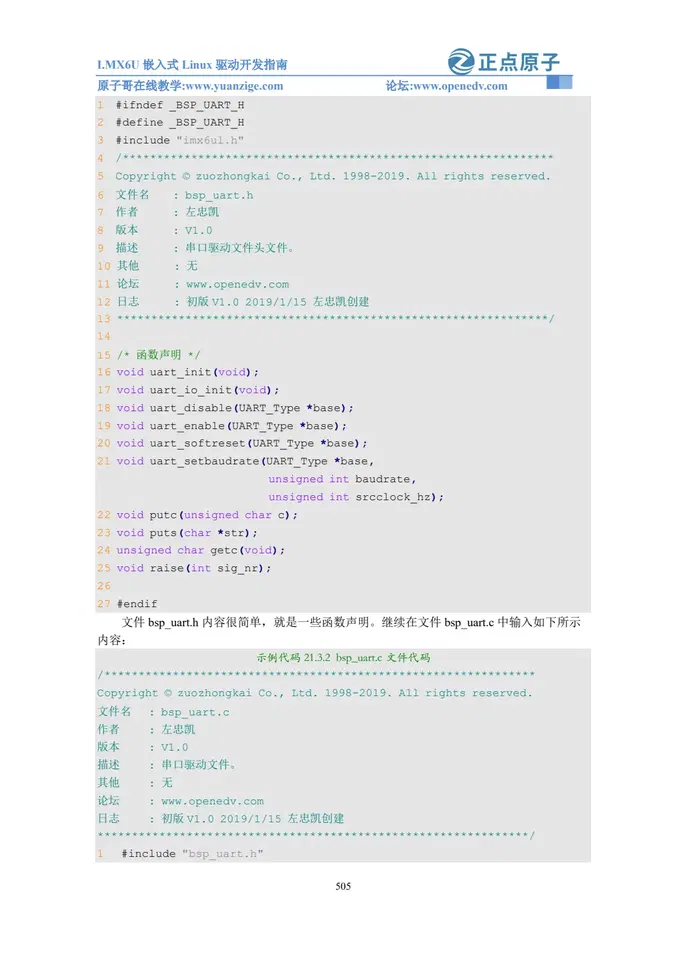 I.MX6U 嵌入式 Linux 驱动开发指南
正点原子
原子哥在线教学:www.yuanzige.com 论坛:www.openedv.com
1 #ifndef _BSP_UART_H
2 #define _BSP_UART_H
3 #include "imx6ul.h"
4 /***************************************************************
5 Copyright © zuozhongkai Co., Ltd. 1998-2019. All rights reserved.
6 文件名 : bsp_uart.h
7 作者 : 左忠凯
8 版本 : V1.0
9 描述 : 串口驱动文件头文件。
10 其他 : 无
11 论坛 : www.openedv.com
12 日志 : 初版 V1.0 2019/1/15 左忠凯创建
13 ***************************************************************/
14
15 /* 函数声明 */
16 void uart_init(void);
17 void uart_io_init(void);
18 void uart_disable(UART_Type *base);
19 void uart_enable(UART_Type *base);
20 void uart_softreset(UART_Type *base);
21 void uart_setbaudrate(UART_Type *base,
unsigned int baudrate,
unsigned int srcclock_hz);
22 void putc(unsigned char c);
23 void puts(char *str);
24 unsigned char getc(void);
25 void raise(int sig_nr);
26
27 #endif
文件 bsp_uart.h 内容很简单，就是一些函数声明。继续在文件 bsp_uart.c 中输入如下所示
内容：
示例代码 21.3.2 bsp_uart.c 文件代码
/***************************************************************
Copyright © zuozhongkai Co., Ltd. 1998-2019. All rights reserved.
文件名 : bsp_uart.c
作者 : 左忠凯
版本 : V1.0
描述 : 串口驱动文件。
其他 : 无
论坛 : www.openedv.com
日志 : 初版 V1.0 2019/1/15 左忠凯创建
***************************************************************/
1 #include "bsp_uart.h"
505